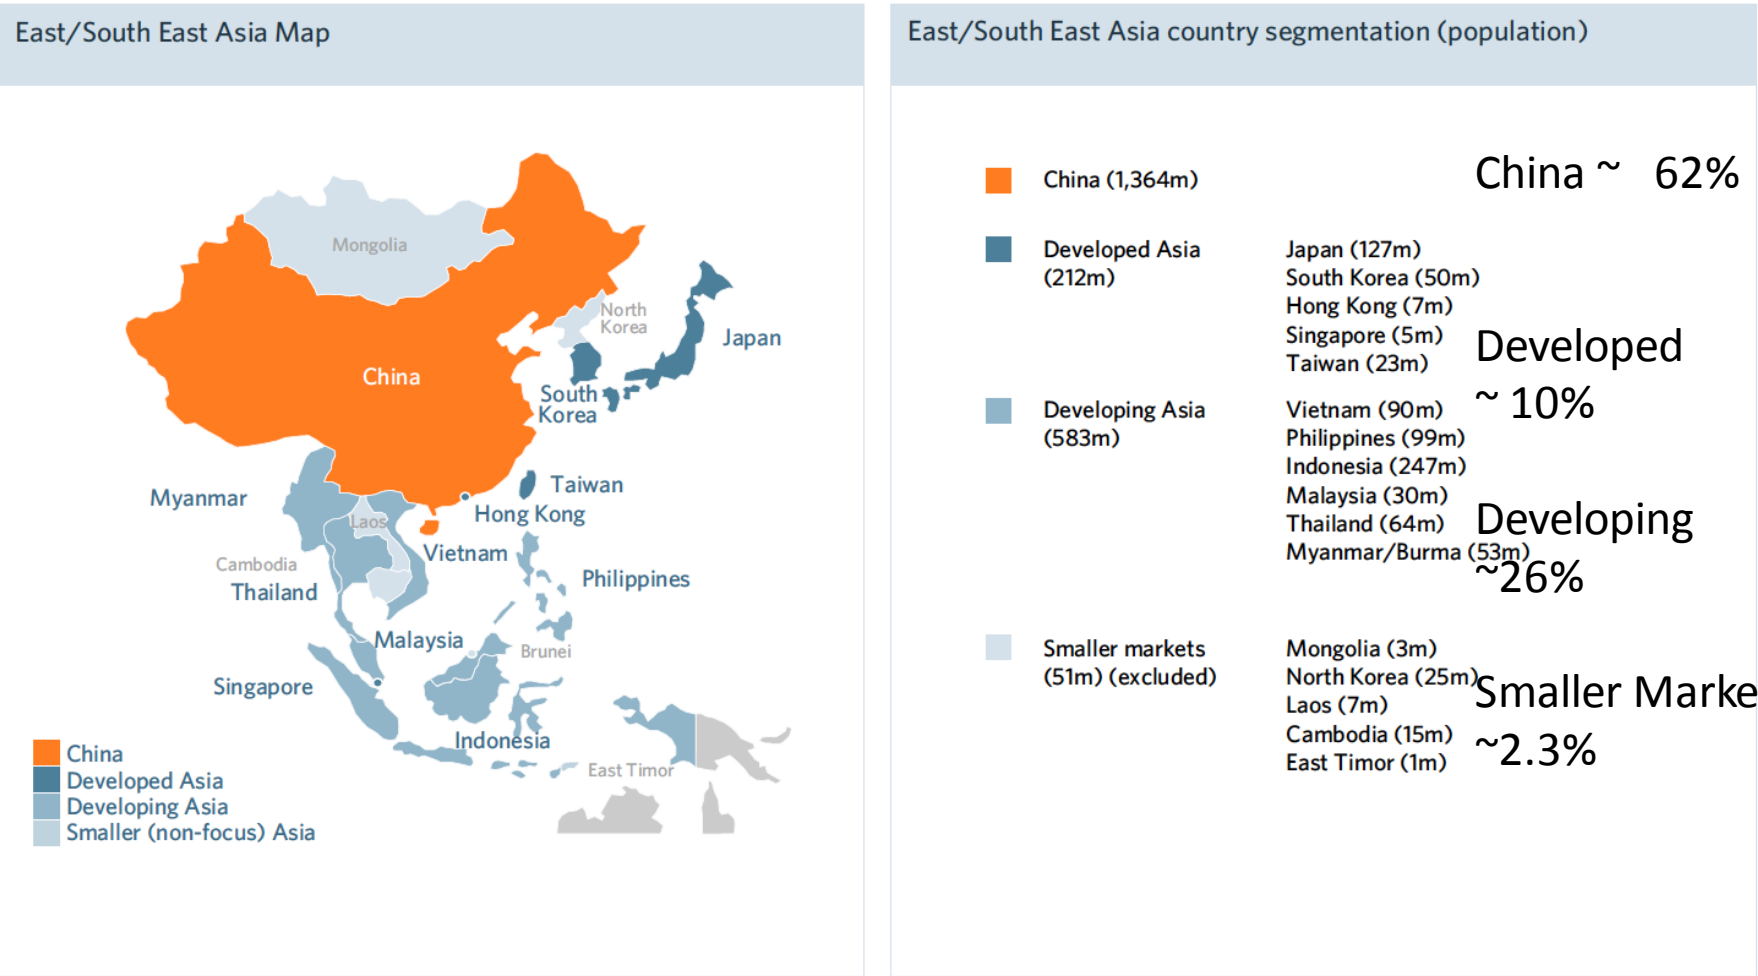 East/South East Asia Map
Mongolia
North
Korea
Japan
China
South
Korea
Taiwan
Myanmar
Hong Kong
Laos
Vietnam
Cambodia
Thailand
Philippines
Malaysia
Brunei
Singapore
Indonesia
East Timor
China
Developed Asia
Developing Asia
Smaller (non-focus) Asia
East/South East Asia country segmentation (population)
China (1,364m)
China ~ 62%
Developed Asia
(212m)
Japan (127m)
South Korea (50m)
Hong Kong (7m)
Singapore (5m)
Taiwan (23m)
Developed
~ 10%
Developing Asia
(583m)
Vietnam (90m)
Philippines (99m)
Indonesia (247m)
Malaysia (30m)
Thailand (64m)
Myanmar/Burma (53m)
Developing
~26%
Smaller markets
(51m) (excluded)
Mongolia (3m)
North Korea (25m)
Laos (7m)
Cambodia (15m)
East Timor (1m)
Smaller Marke
~2.3%